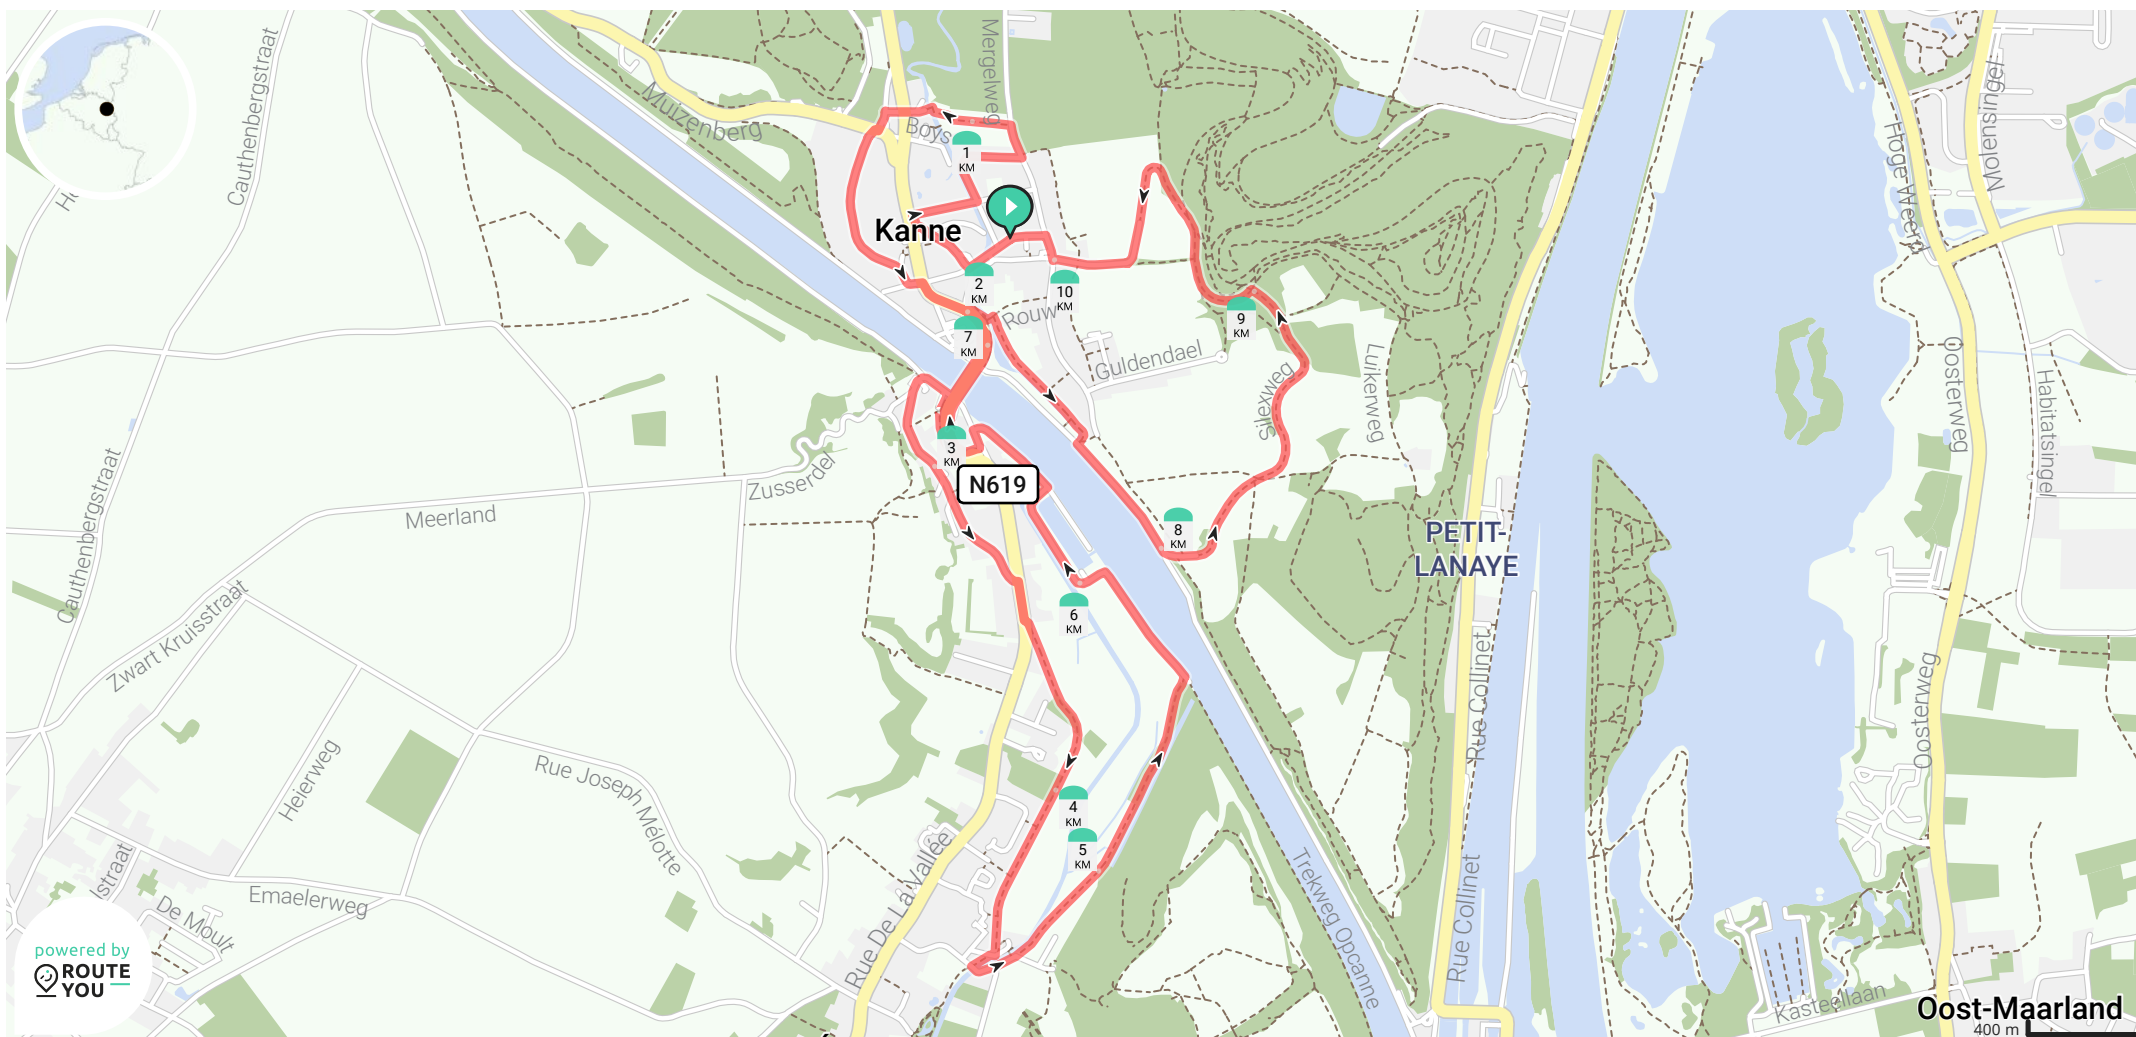 Mergelweg
Cauthenbergstraat
Muizenberg
Boys
1
KM
Molensingel
Hoge Weerd
Kanne
2
KM
10
KM
9
KM
7
KM
Rouw
Guldendael
Silexweg
Luikerweg
Oosterweg
Habitatsingel
3
KM
N619
Zusserdel
Meerland
Cauthenbergstraat
8
KM
PETIT-
LANAYE
Zwart Kruisstraat
6
KM
Rue Collinet
Oosterweg
Heierweg
Rue Joseph Mélotte
4
KM
5
KM
Rue De La Vallée
Trekweg Opcanne
Rue Collinet
lstraat
Emaelerweg
De Moult
powered by
ROUTE
YOU
Kasteellaan
Oost-Maarland
400 m